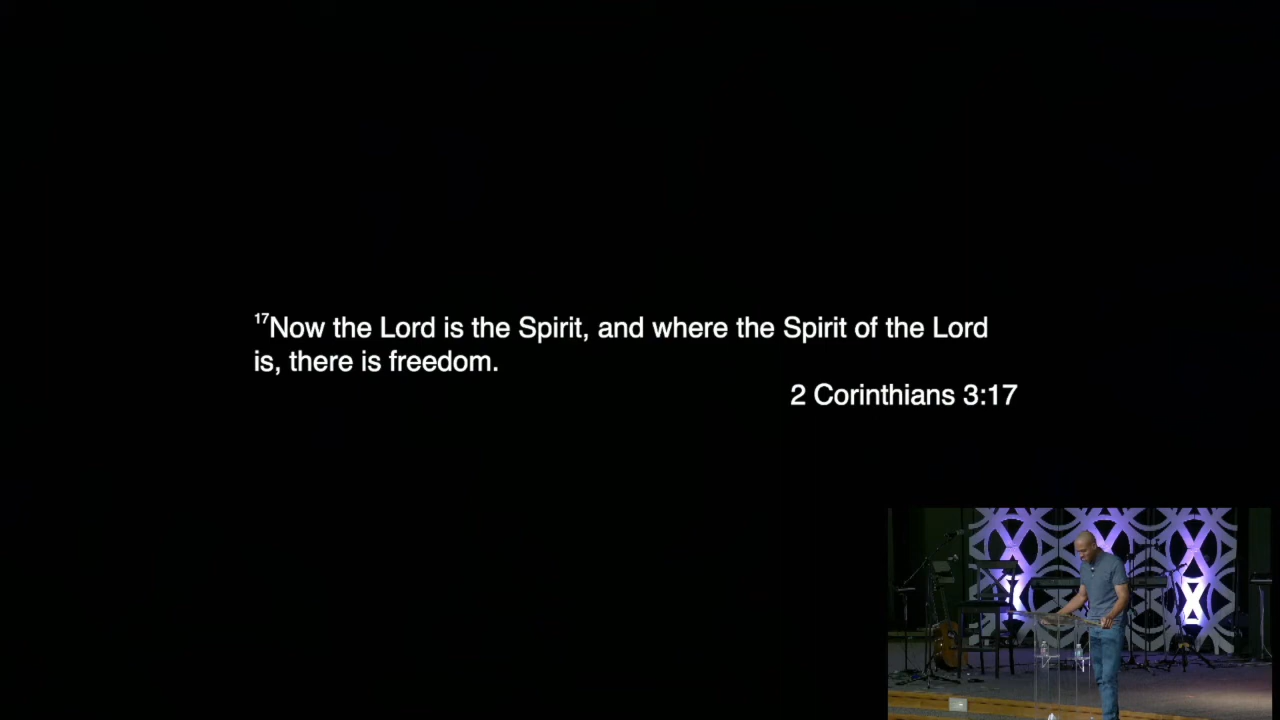 17Now the Lord is the Spirit, and where the Spirit of the Lord
is, there is freedom.
2 Corinthians 3:17